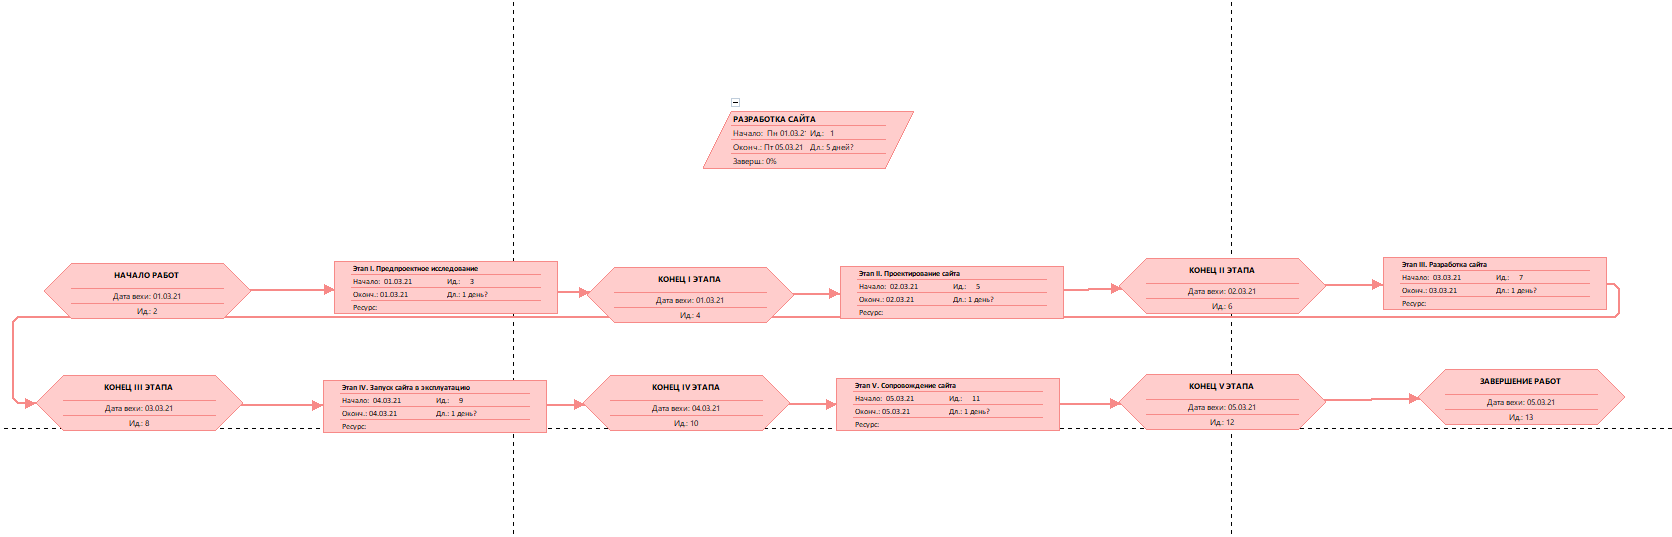 РАЗРАБОТКА САЙТА
Начало: Пн 01.03.2 Ид.: 1
Оконч.: Пт 05.03.21 Дл.: 5 дней?
Заверш.: 0%
НАЧАЛО РАБОТ
Дата вехи: 01.03.21
Ид.: 2
Этап I. Предпроектное исследование
Начало: 01.03.21 Ид.: 3
Оконч.: 01.03.21 Дл.: 1 день?
Ресурс:
КОНЕЦ I ЭТАПА
Дата вехи: 01.03.21
Ид.: 4
Этап II. Проектирование сайта
Начало: 02.03.21 Ид.: 5
Оконч.: 02.03.21 Дл.: 1 день?
Ресурс:
КОНЕЦ II ЭТАПА
Дата вехи: 02.03.21
Ид.: 6
Этап III. Разработка сайта
Начало: 03.03.21 Ид.: 7
Оконч.: 03.03.21 Дл.: 1 день?
Ресурс:
КОНЕЦ III ЭТАПА
Дата вехи: 03.03.21
Ид.: 8
Этап IV. Запуск сайта в эксплуатацию
Начало: 04.03.21 Ид.: 9
Оконч.: 04.03.21 Дл.: 1 день?
Ресурс:
КОНЕЦ IV ЭТАПА
Дата вехи: 04.03.21
Ид.: 10
Этап V. Сопровождение сайта
Начало: 05.03.21 Ид.: 11
Оконч.: 05.03.21 Дл.: 1 день?
Ресурс:
КОНЕЦ V ЭТАПА
Дата вехи: 05.03.21
Ид.: 12
ЗАВЕРШЕНИЕ РАБОТ
Дата вехи: 05.03.21
Ид.: 13